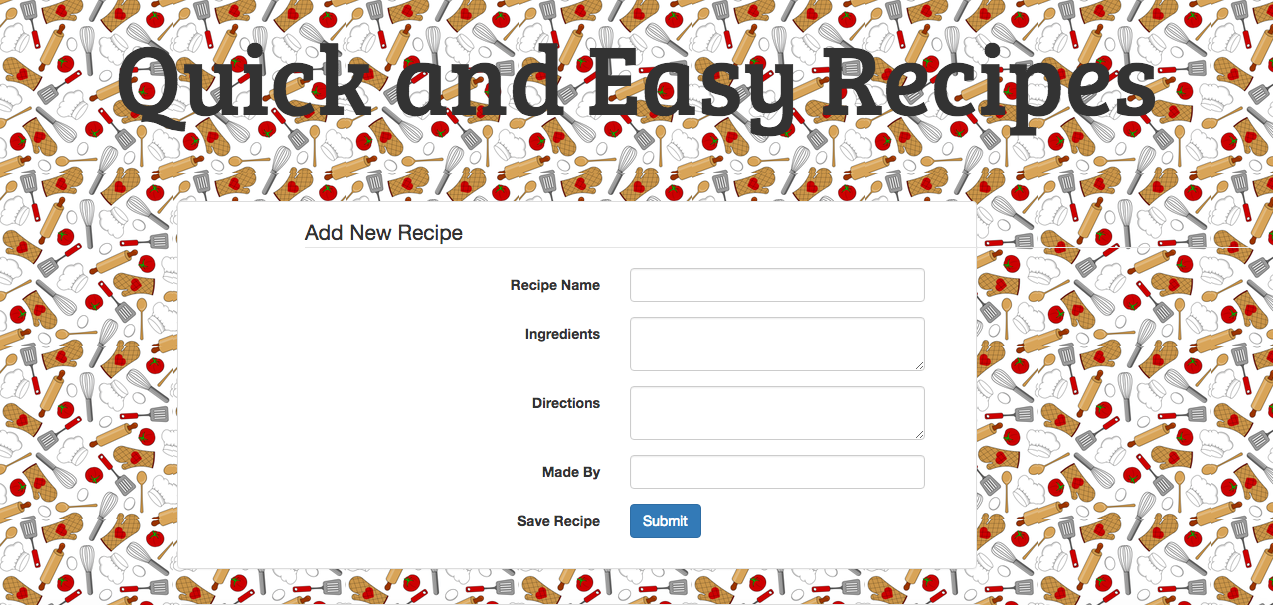 Quick and Easy Recipes
Add New Recipe
Recipe Name
Ingredients
Directions
Made By
Save Recipe Submit